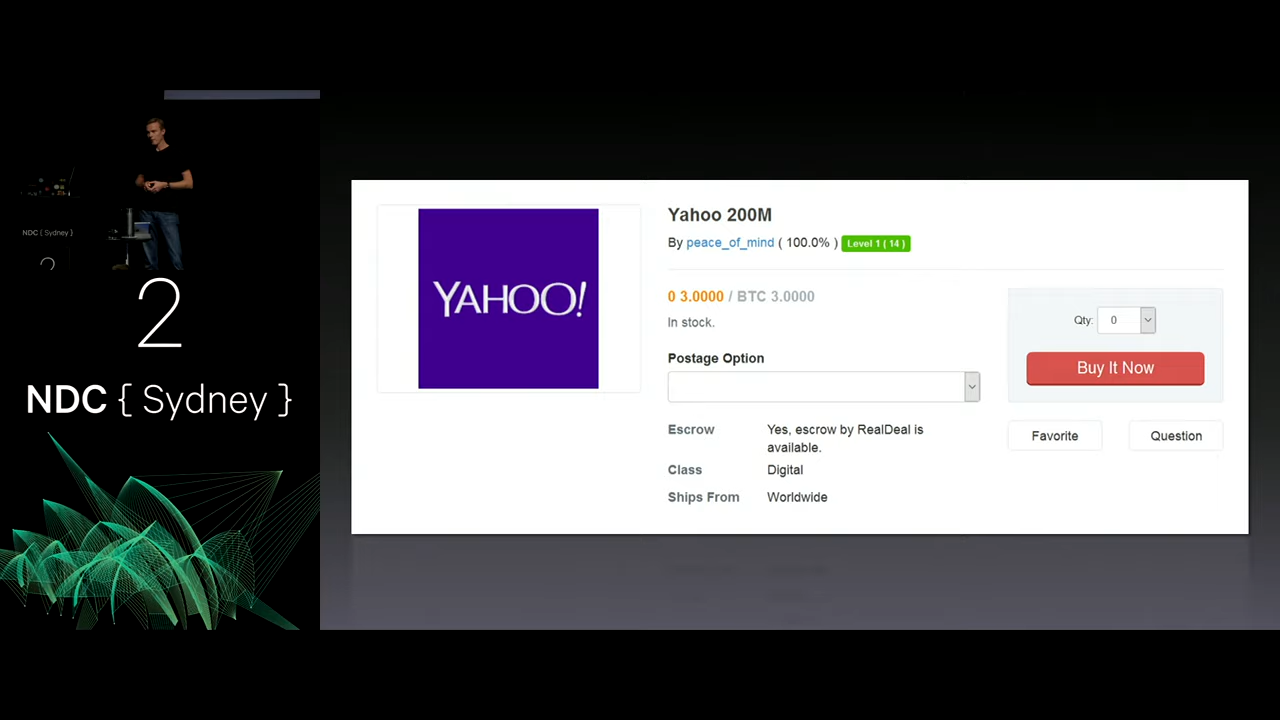 NDC { Sydney }
2
NDC { Sydney }
YAHOO!
Yahoo 200M
By peace_of_mind ( 100.0% ) Level 1 ( 14 )
0 3.0000 / BTC 3.0000
In stock.
Qty: 0
Buy It Now
Postage Option
Escrow Yes, escrow by RealDeal is
available.
Favorite Question
Class Digital
Ships From Worldwide